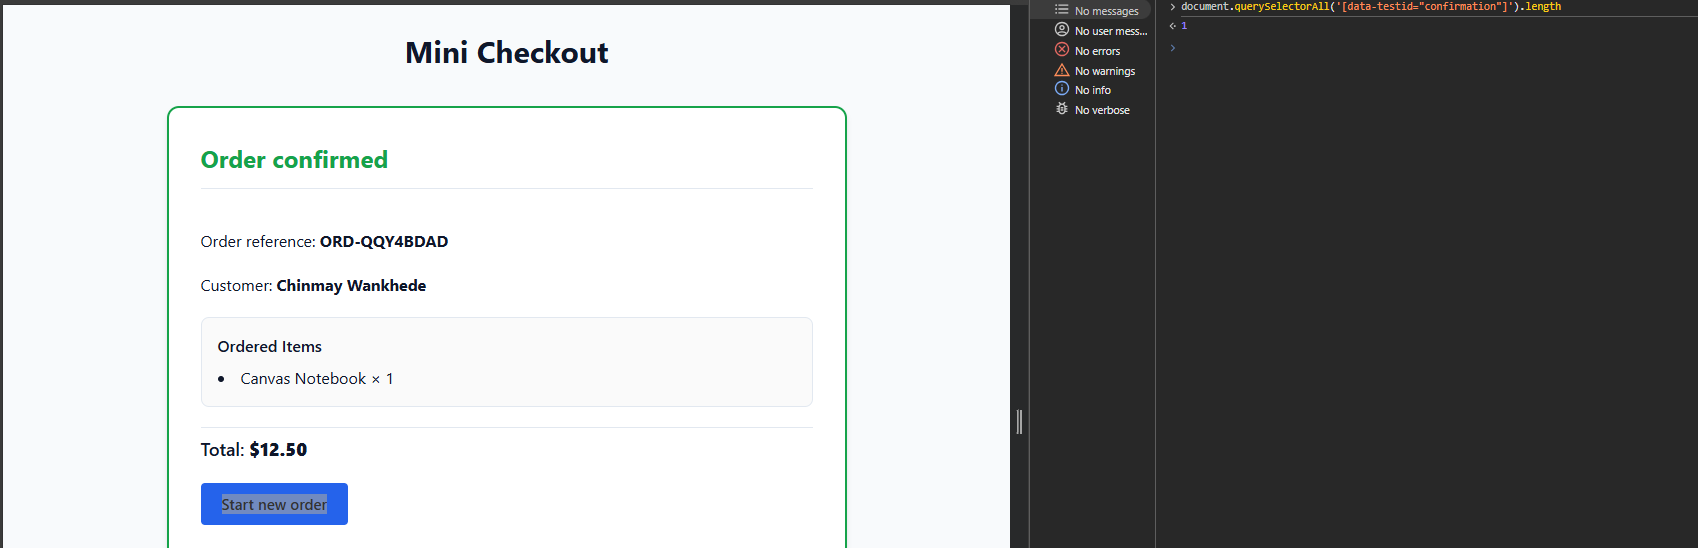 Mini Checkout
Order confirmed
Order reference: ORD-QQY4BDAD
Customer: Chinmay Wankhede
Ordered Items
• Canvas Notebook × 1
Total: $12.50
Start new order
No messages
No user mess...
No errors
No warnings
No info
No verbose
document.querySelectorAll('[data-testid="confirmation"]').length
1